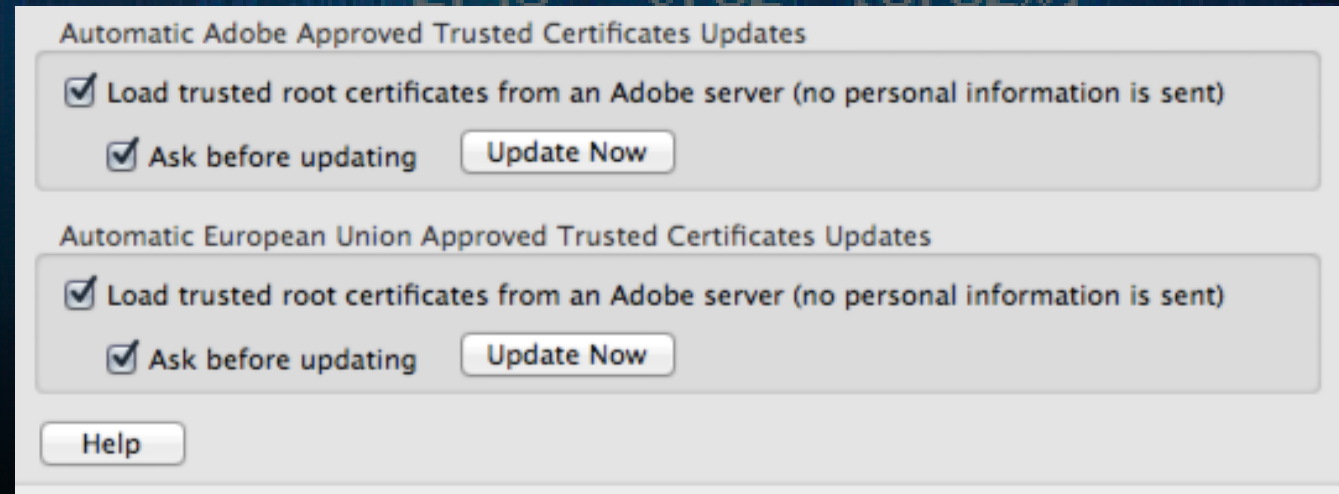 Automatic Adobe Approved Trusted Certificates Updates
Load trusted root certificates from an Adobe server (no personal information is sent)
Ask before updating Update Now
Automatic European Union Approved Trusted Certificates Updates
Load trusted root certificates from an Adobe server (no personal information is sent)
Ask before updating Update Now
Help